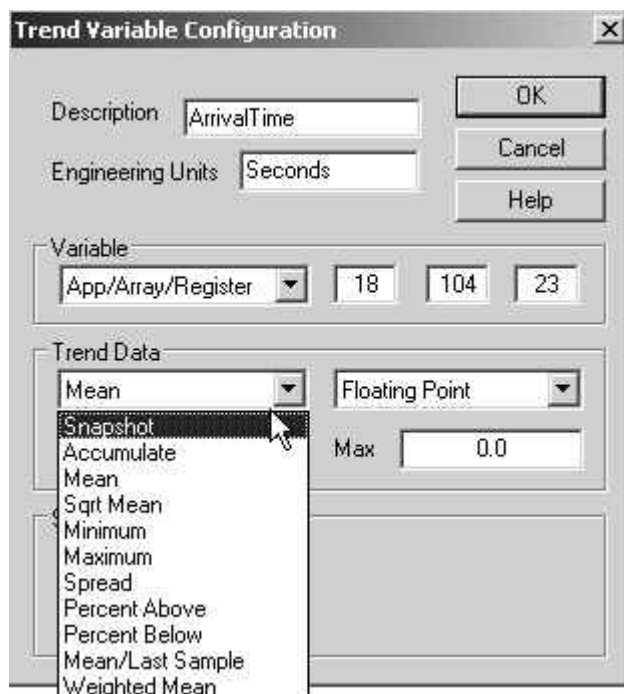 Trend Variable Configuration
Description ArrivalTime OK
Engineering Units Seconds Cancel
Help
Variable
App/Array/Register 18 104 23
Trend Data
Mean Floating Point
Snapshot
Accumulate Max 0.0
Mean
Sqrt Mean
Minimum
Maximum
Spread
Percent Above
Percent Below
Mean/Last Sample
Weighted Mean